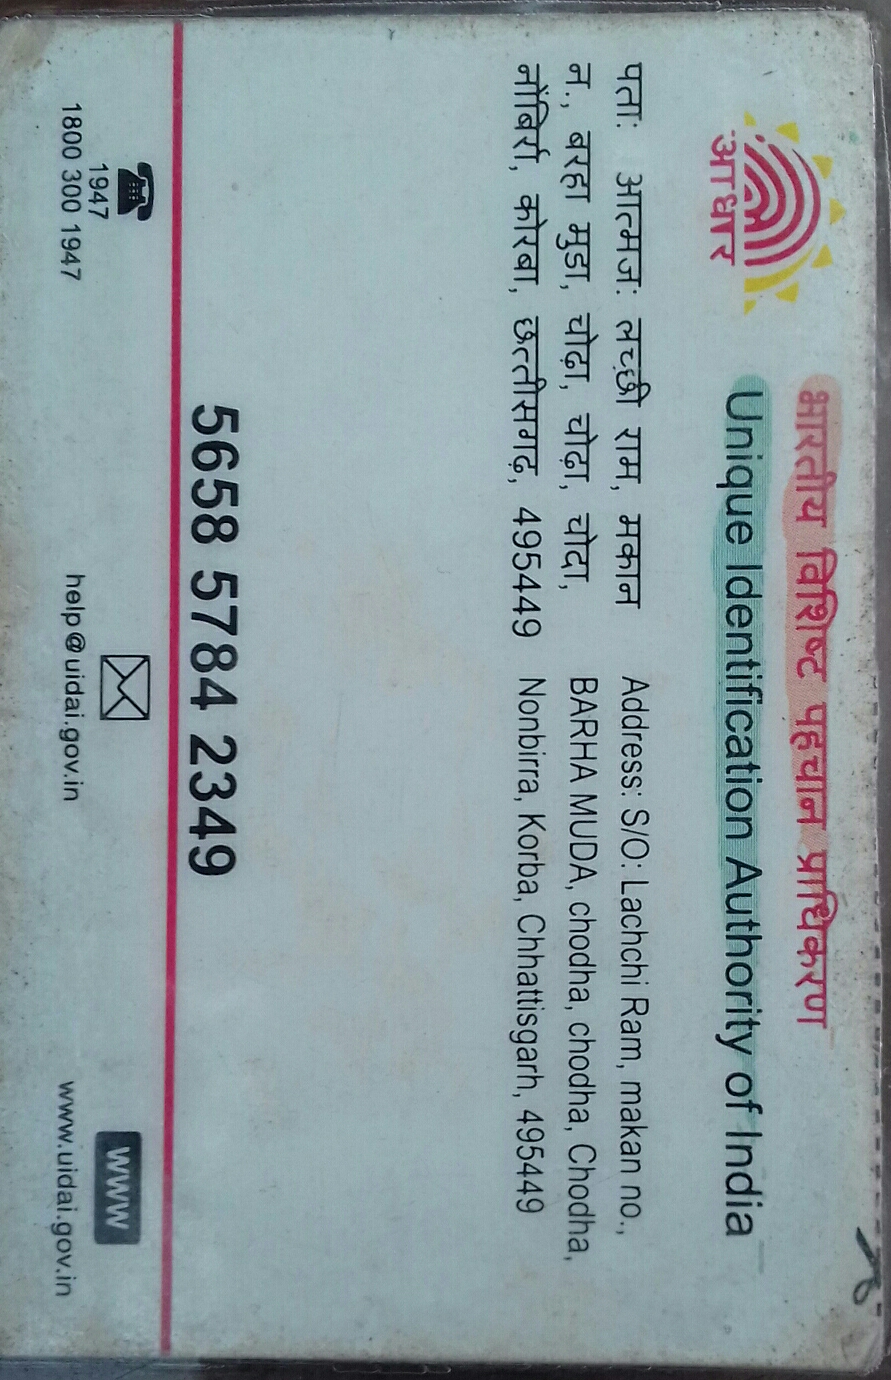 भारतीय विशिष्ट पहचान प्राधिकरण
Unique Identification Authority of India
आधार
पताः आत्मजः लच्छी राम, मकान
न., बरहा मुडा, चोढ़ा, चोढ़ा, चोदा,
नोंबिर्रा, कोरबा, छत्तीसगढ़, 495449
Address: S/O: Lachchi Ram, makan no.,
BARHA MUDA, chodha, chodha, Chodha,
Nonbirra, Korba, Chhattisgarh, 495449
5658 5784 2349
1947
1800 300 1947
help@uidai.gov.in
www
www.uidai.gov.in